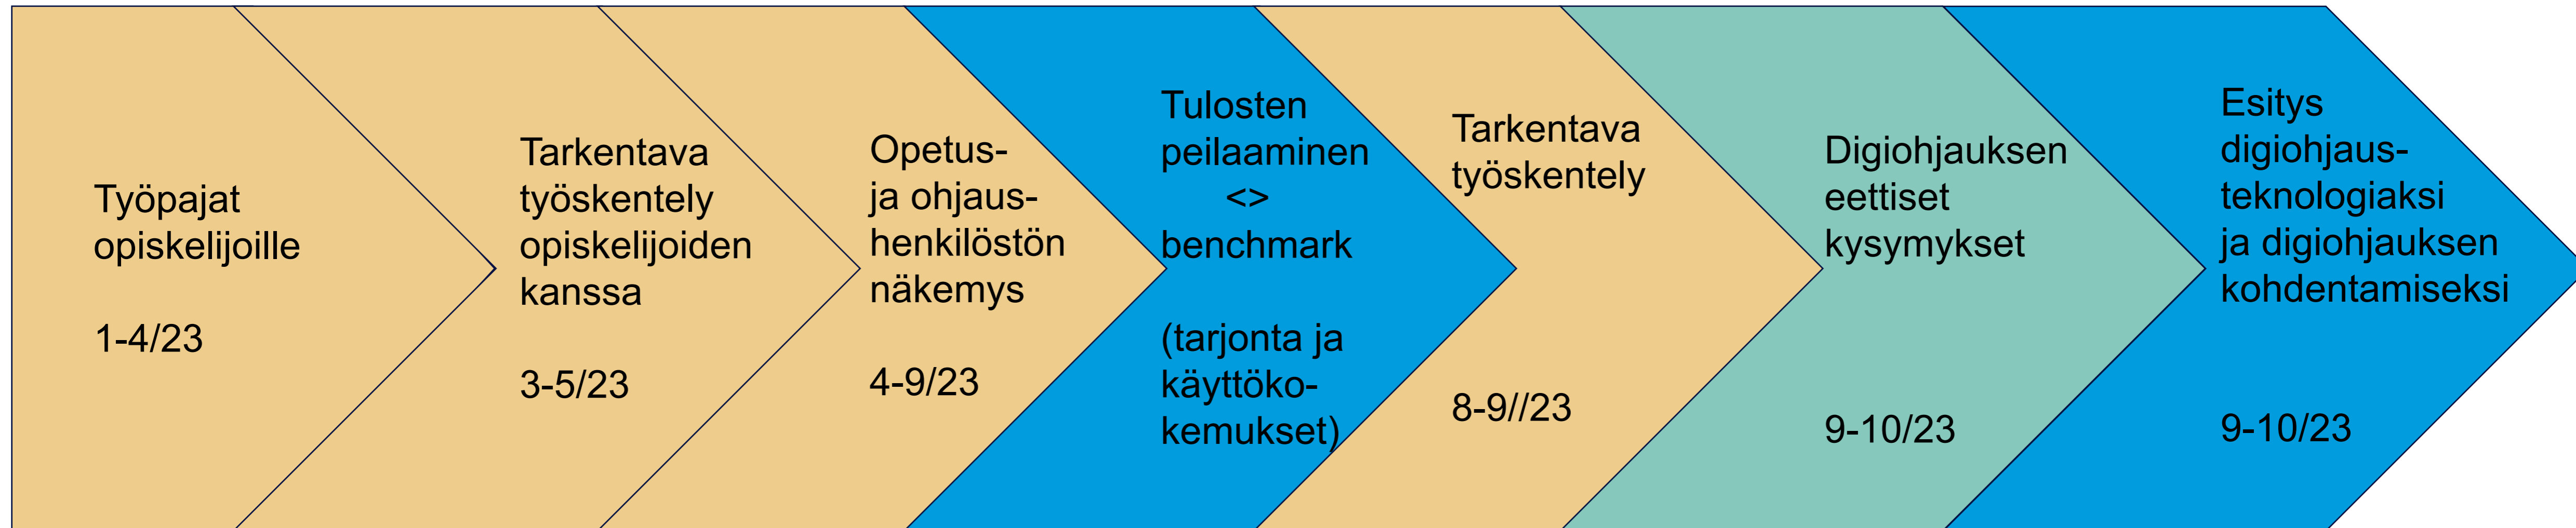 Työpajat
opiskelijoille
1-4/23
Tarkentava
työskentely
opiskelijoiden
kanssa
3-5/23
Opetus-
ja ohjaus-
henkilöstön
näkemys
4-9/23
Tulosten
peilaaminen
<>
benchmark
(tarjonta ja
käyttöko-
kemukset)
Tarkentava
työskentely
8-9//23
Digiohjauksen
eettiset
kysymykset
9-10/23
Esitys
digiohjaus-
teknologiaksi
ja digiohjauksen
kohdentamiseksi
9-10/23